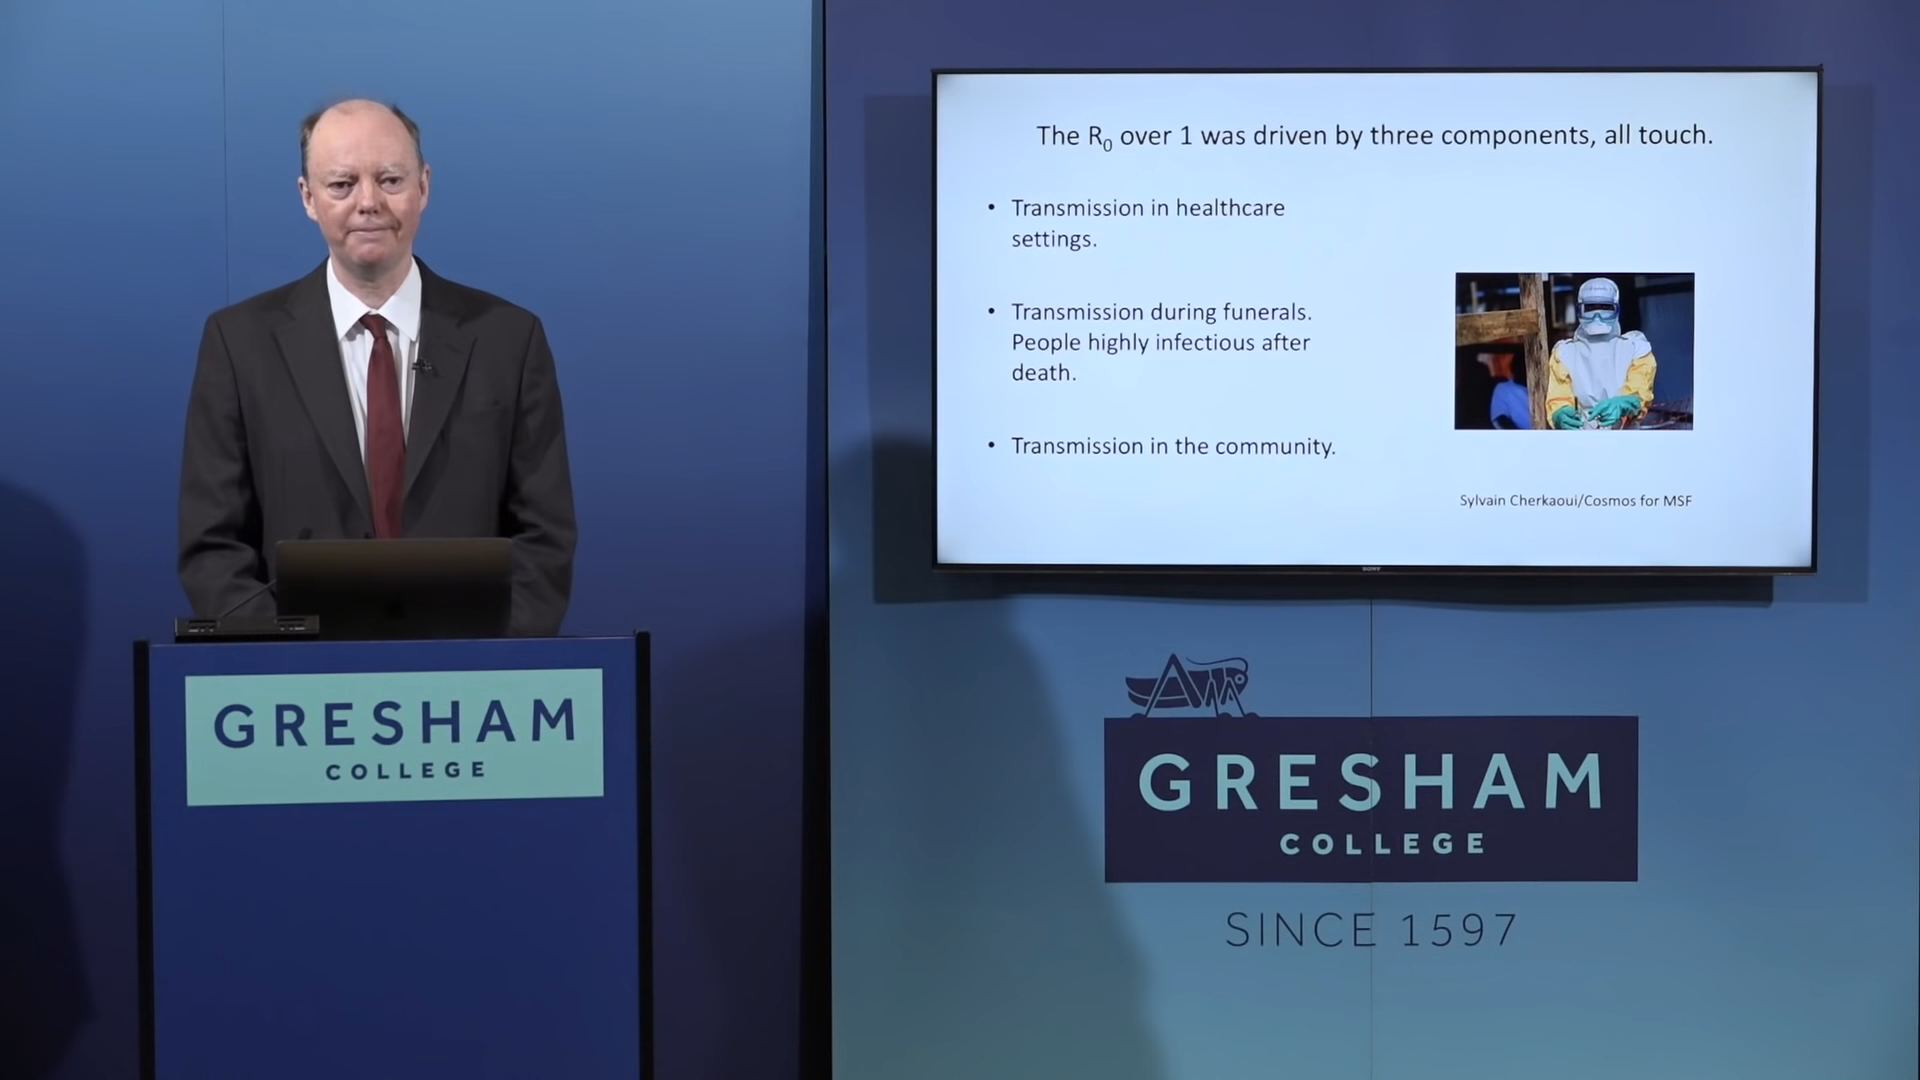 The R₀ over 1 was driven by three components, all touch.
• Transmission in healthcare
settings.
• Transmission during funerals.
People highly infectious after
death.
• Transmission in the community.
Sylvain Cherkaoui/Cosmos for MSF
SONY
GRESHAM
COLLEGE
GRESHAM
COLLEGE
SINCE 1597